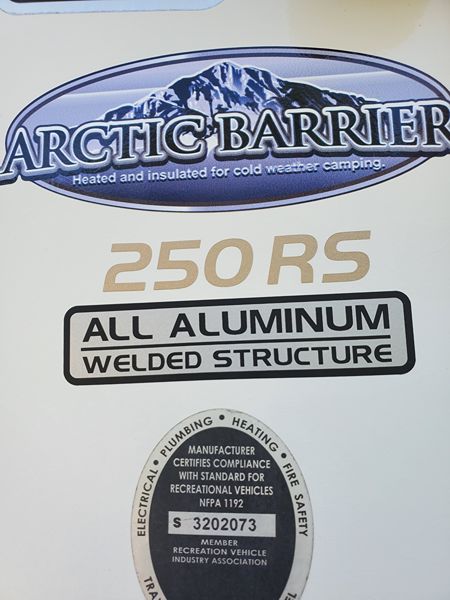 ARCTIC BARRIER
Heated and insulated for cold weather camping.
250 RS
ALL ALUMINUM
WELDED STRUCTURE
ELECTRICAL • PLUMBING • HEATING • FIRE SAFETY
MANUFACTURER
CERTIFIES COMPLIANCE
WITH STANDARD FOR
RECREATIONAL VEHICLES
NFPA 1192
S 3202073
MEMBER
RECREATION VEHICLE
INDUSTRY ASSOCIATION